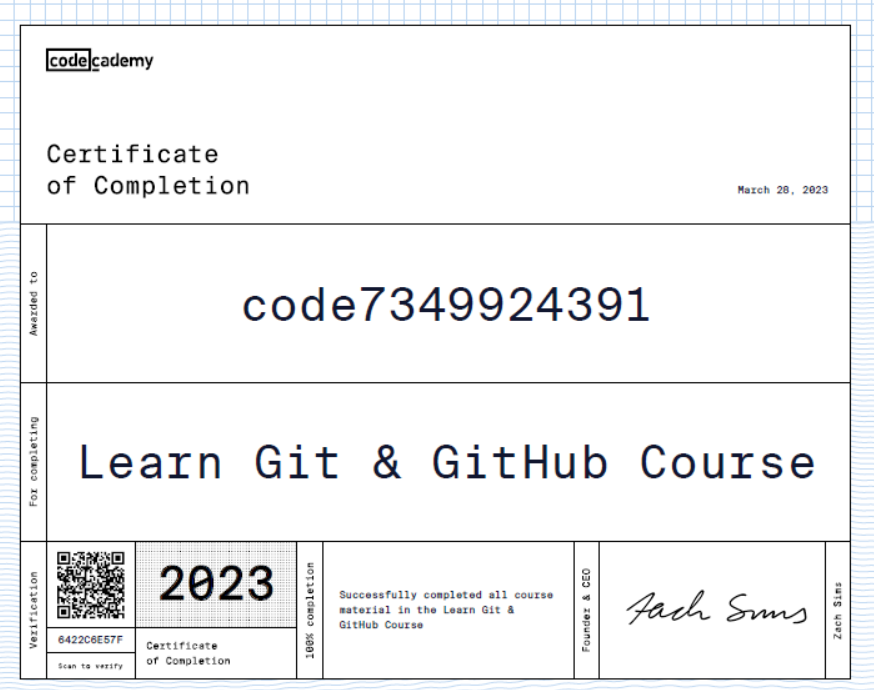 codecademy
Certificate
of Completion
March 28, 2023
Awarded to
code7349924391
For completing
Learn Git & GitHub Course
Verification
6422C6E57F
Scan to verify
2023
Certificate
of Completion
100% completion
Successfully completed all course
material in the Learn Git &
GitHub Course
Founder & CEO
Zach Sims
Zach Sims